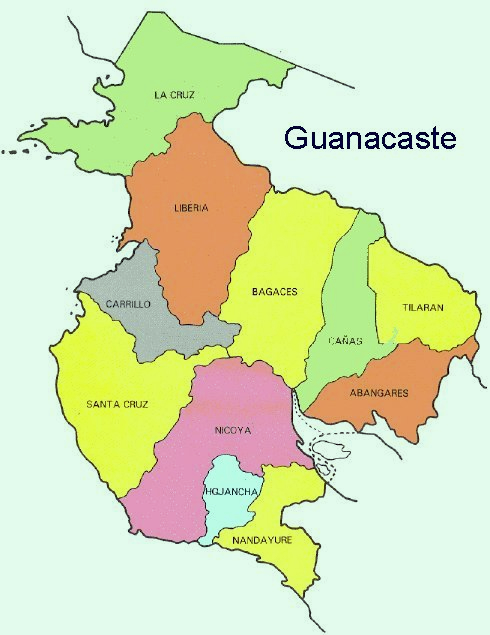 LA CRUZ
Guanacaste
LIBERIA
BAGACES
CARRILLO
TILARAN
CAÑAS
ABANGARES
SANTA CRUZ
NICOYA
HOJANCHA
NANDAYURE